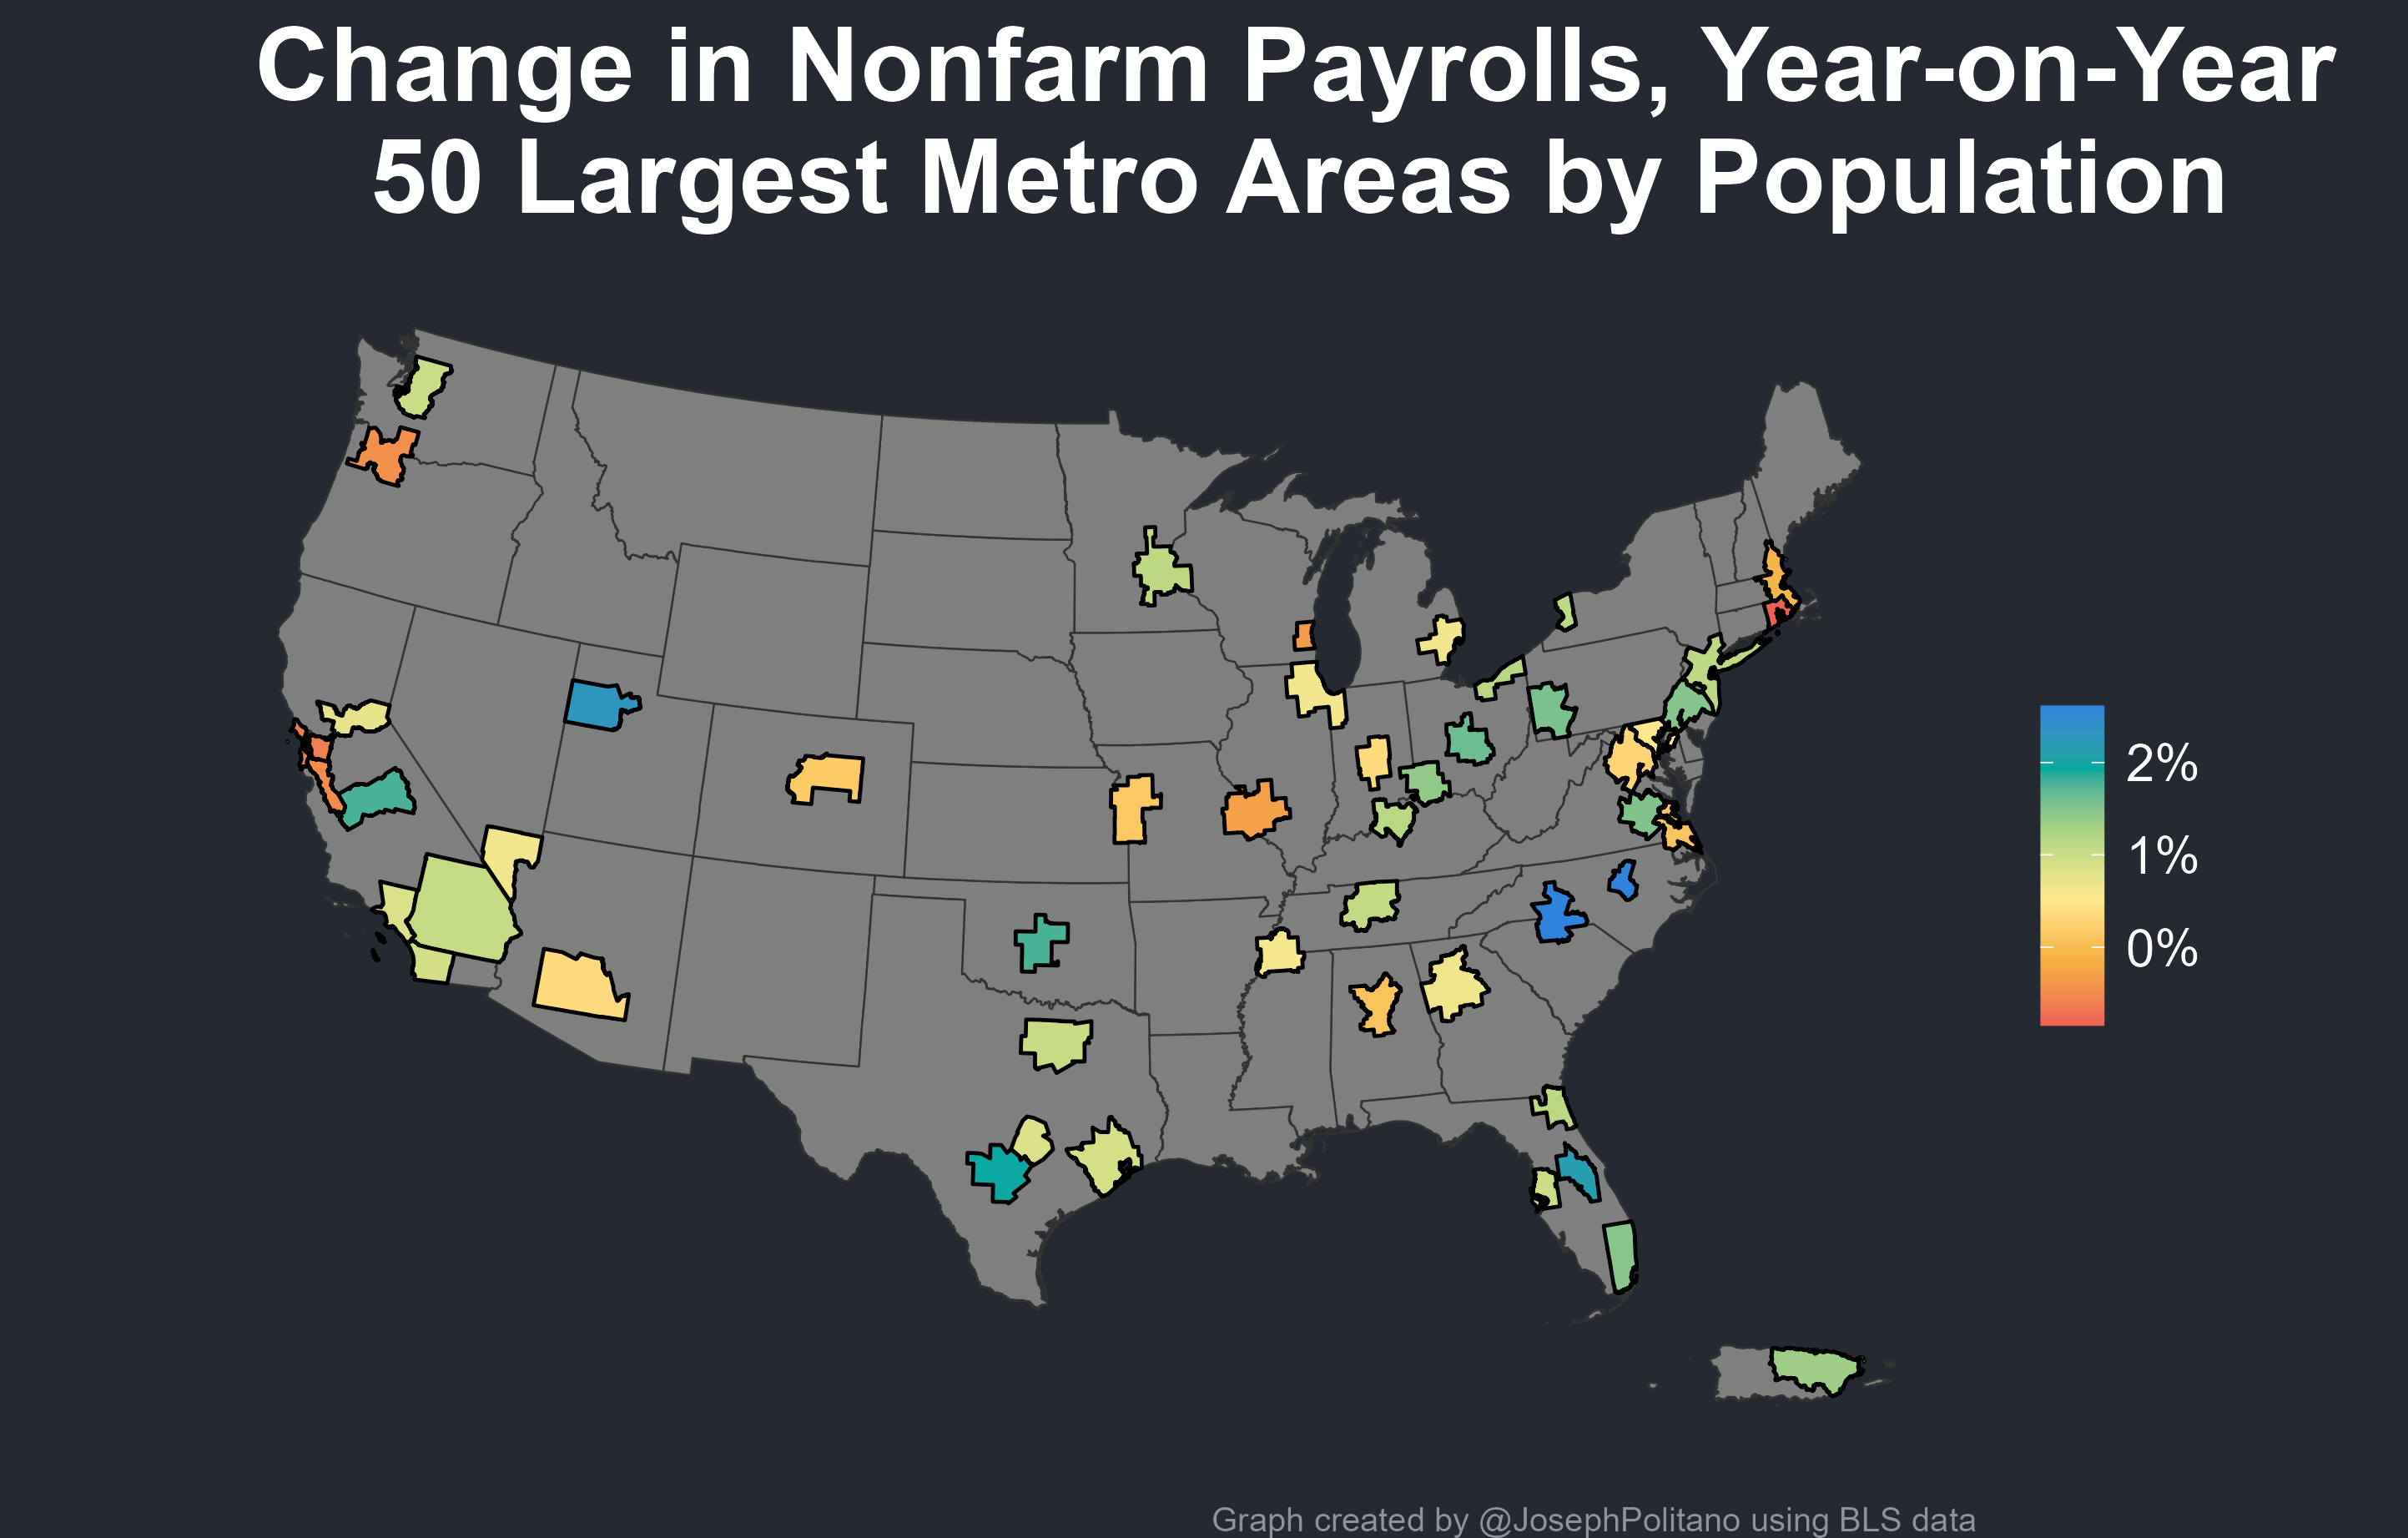 Change in Nonfarm Payrolls, Year-on-Year
50 Largest Metro Areas by Population
2%
1%
0%
Graph created by @JosephPolitano using BLS data